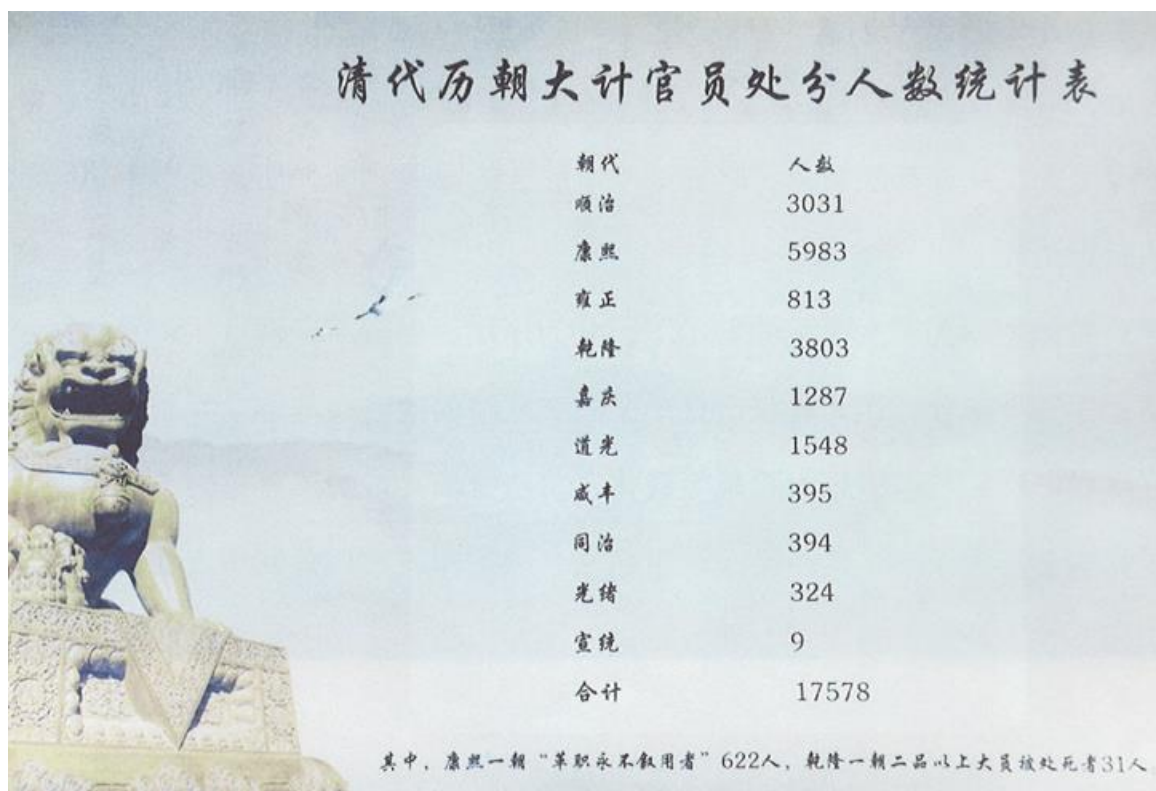 清代历朝大计官员处分人数统计表
朝代 人数
顺治 3031
康熙 5983
雍正 813
乾隆 3803
嘉庆 1287
道光 1548
咸丰 395
同治 394
光绪 324
宣统 9
合计 17578
其中，康熙一朝“革职永不叙用者”622人，乾隆一朝二品以上大员被处死者31人